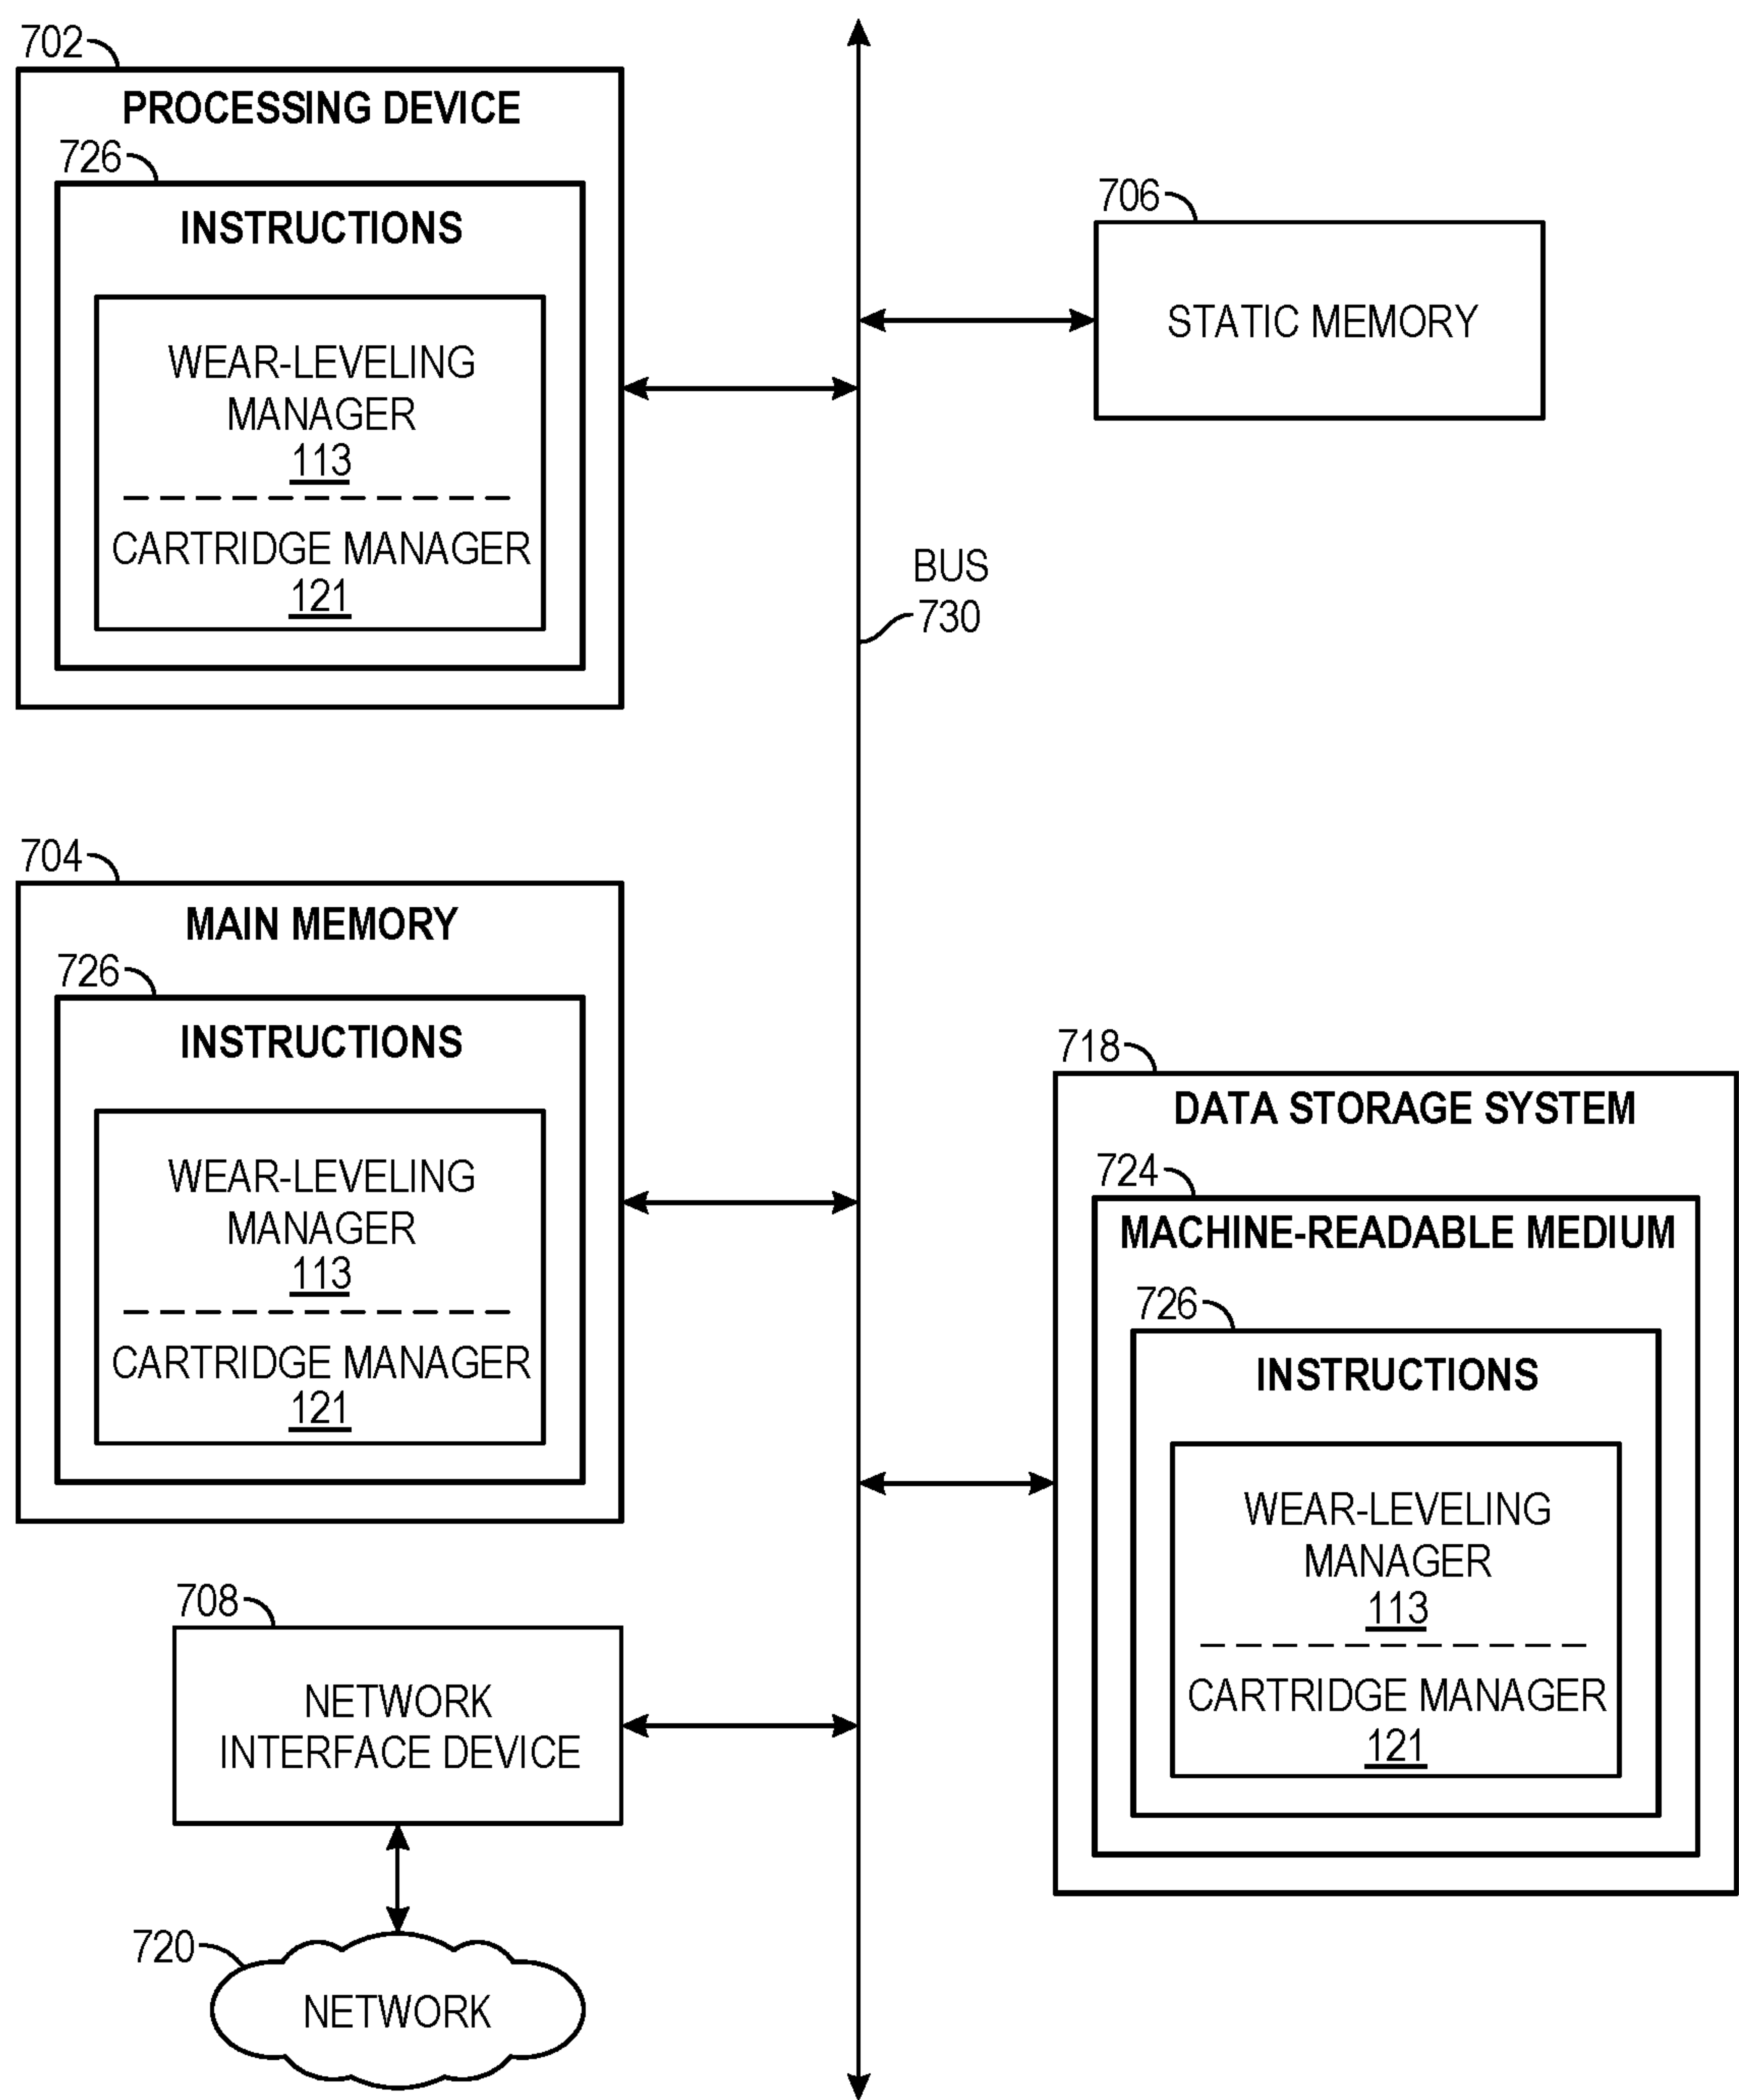 702
PROCESSING DEVICE
726
INSTRUCTIONS
WEAR-LEVELING
MANAGER
113
CARTRIDGE MANAGER
121
706
STATIC MEMORY
BUS
730
704
MAIN MEMORY
726
INSTRUCTIONS
WEAR-LEVELING
MANAGER
113
CARTRIDGE MANAGER
121
718
DATA STORAGE SYSTEM
724
MACHINE-READABLE MEDIUM
726
INSTRUCTIONS
WEAR-LEVELING
MANAGER
113
CARTRIDGE MANAGER
121
708
NETWORK
INTERFACE DEVICE
720
NETWORK